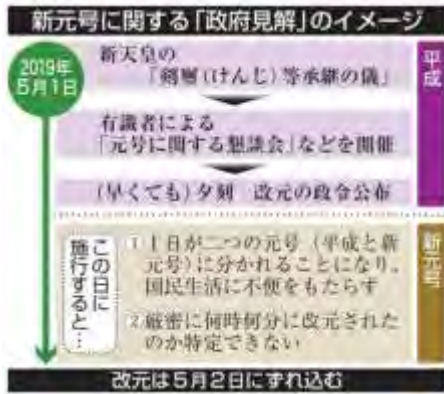 新元号に関する「政府見解」のイメージ
2019年
5月1日
新天皇の
「剣璽(けんじ)等承継の儀」
有識者による
「元号に関する懇談会」などを開催
(早くても)夕刻 改元の政令公布
平成
この日に
施行すると…
①1日が二つの元号(平成と新
元号)に分かれることになり、
国民生活に不便をもたらす
②厳密に何時何分に改元された
のか特定できない
新元号
改元は5月2日にずれ込む